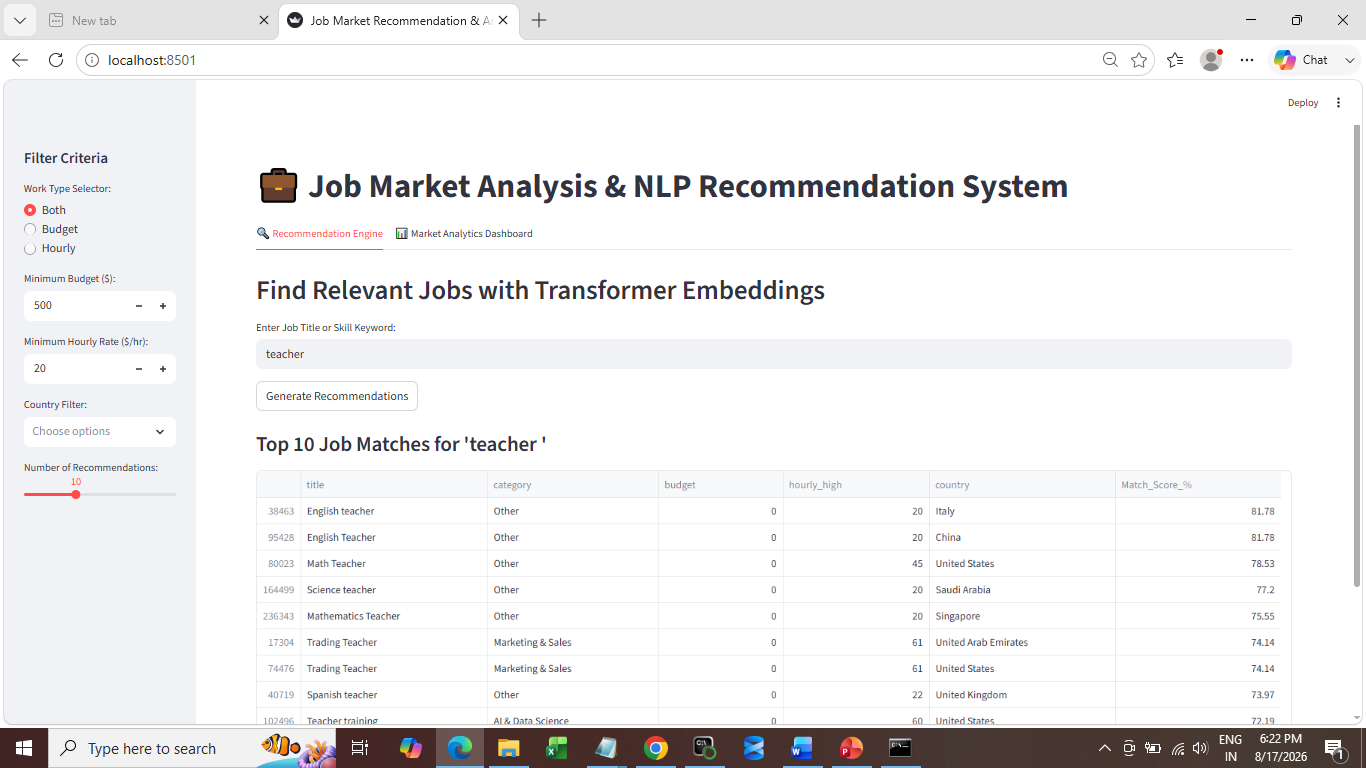 New tab
Job Market Recommendation & Ar
localhost:8501
Chat
Deploy
Filter Criteria
Work Type Selector:
Both
Budget
Hourly
Minimum Budget ($):
500
Minimum Hourly Rate ($/hr):
20
Country Filter:
Choose options
Number of Recommendations:
10
Job Market Analysis & NLP Recommendation System
Recommendation Engine
Market Analytics Dashboard
Find Relevant Jobs with Transformer Embeddings
Enter Job Title or Skill Keyword:
teacher
Generate Recommendations
Top 10 Job Matches for 'teacher '
title category budget hourly_high country Match_Score_%
38463 English teacher Other 0 20 Italy 81.78
95428 English Teacher Other 0 20 China 81.78
80023 Math Teacher Other 0 45 United States 78.53
164499 Science teacher Other 0 20 Saudi Arabia 77.2
236343 Mathematics Teacher Other 0 20 Singapore 75.55
17304 Trading Teacher Marketing & Sales 0 61 United Arab Emirates 74.14
74476 Trading Teacher Marketing & Sales 0 61 United States 74.14
40719 Spanish teacher Other 0 22 United Kingdom 73.97
102496 Teacher training AI & Data Science 0 60 United States 72.19
Type here to search
ENG
IN
6:22 PM
8/17/2026
1